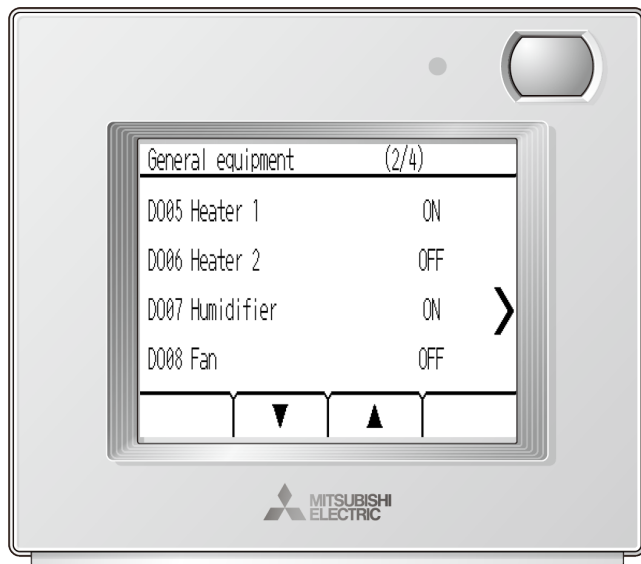 General equipment (2/4)
DO05 Heater 1 ON
DO06 Heater 2 OFF
DO07 Humidifier ON
DO08 Fan OFF
MITSUBISHI
ELECTRIC